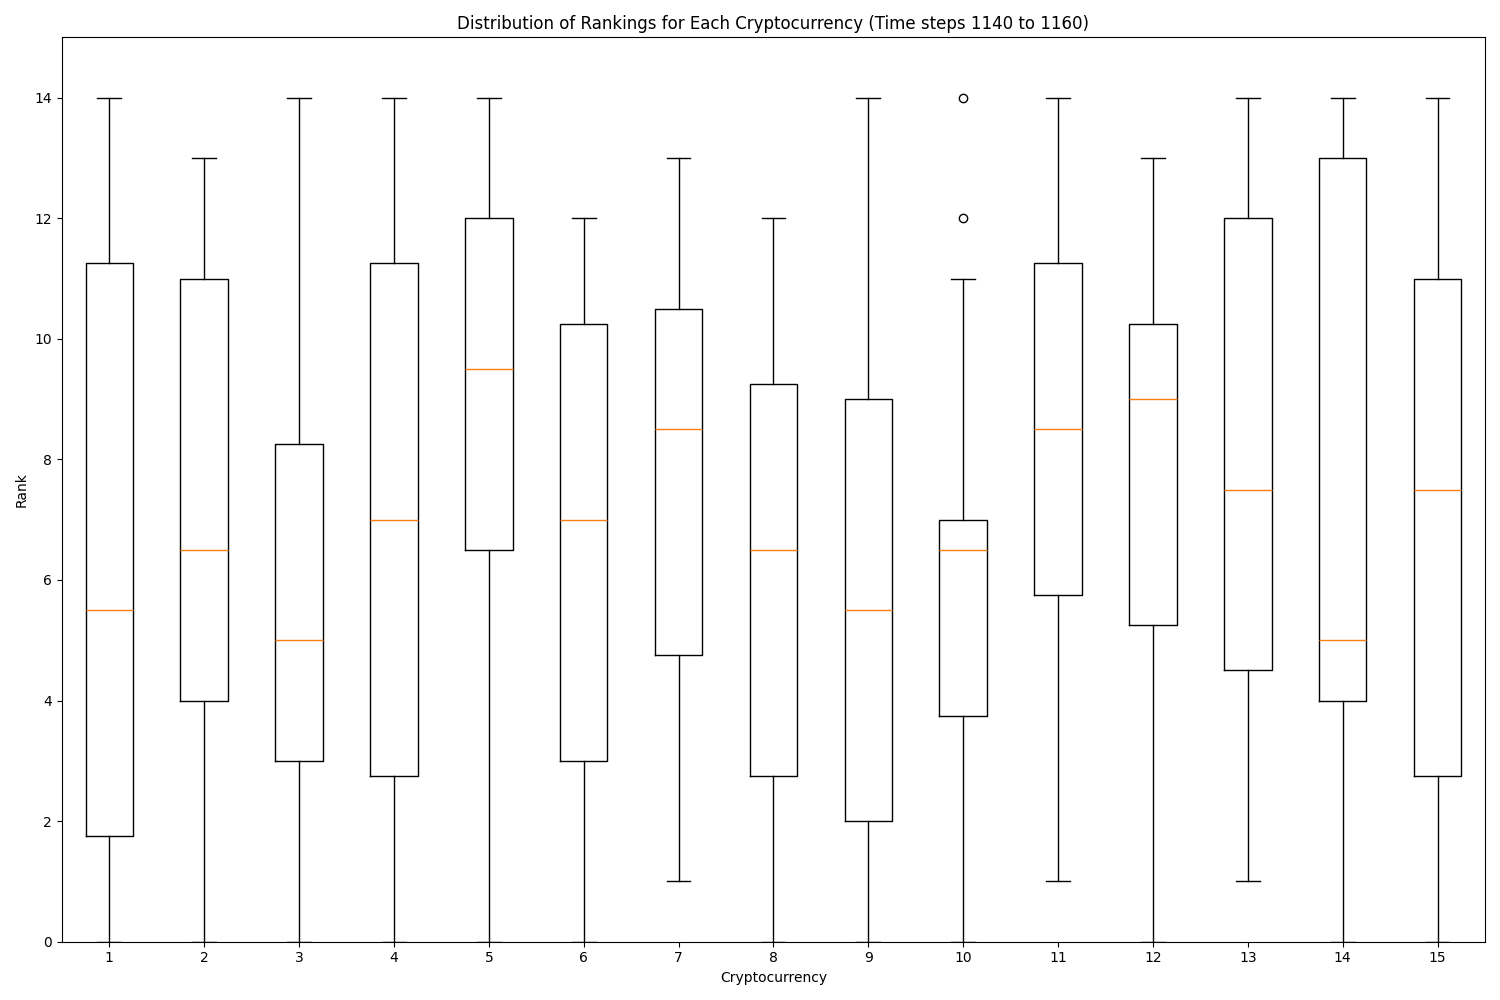 Distribution of Rankings for Each Cryptocurrency (Time steps 1140 to 1160)
14
12
10
8
6
4
2
0
Rank
1 2 3 4 5 6 7 8 9 10 11 12 13 14 15
Cryptocurrency